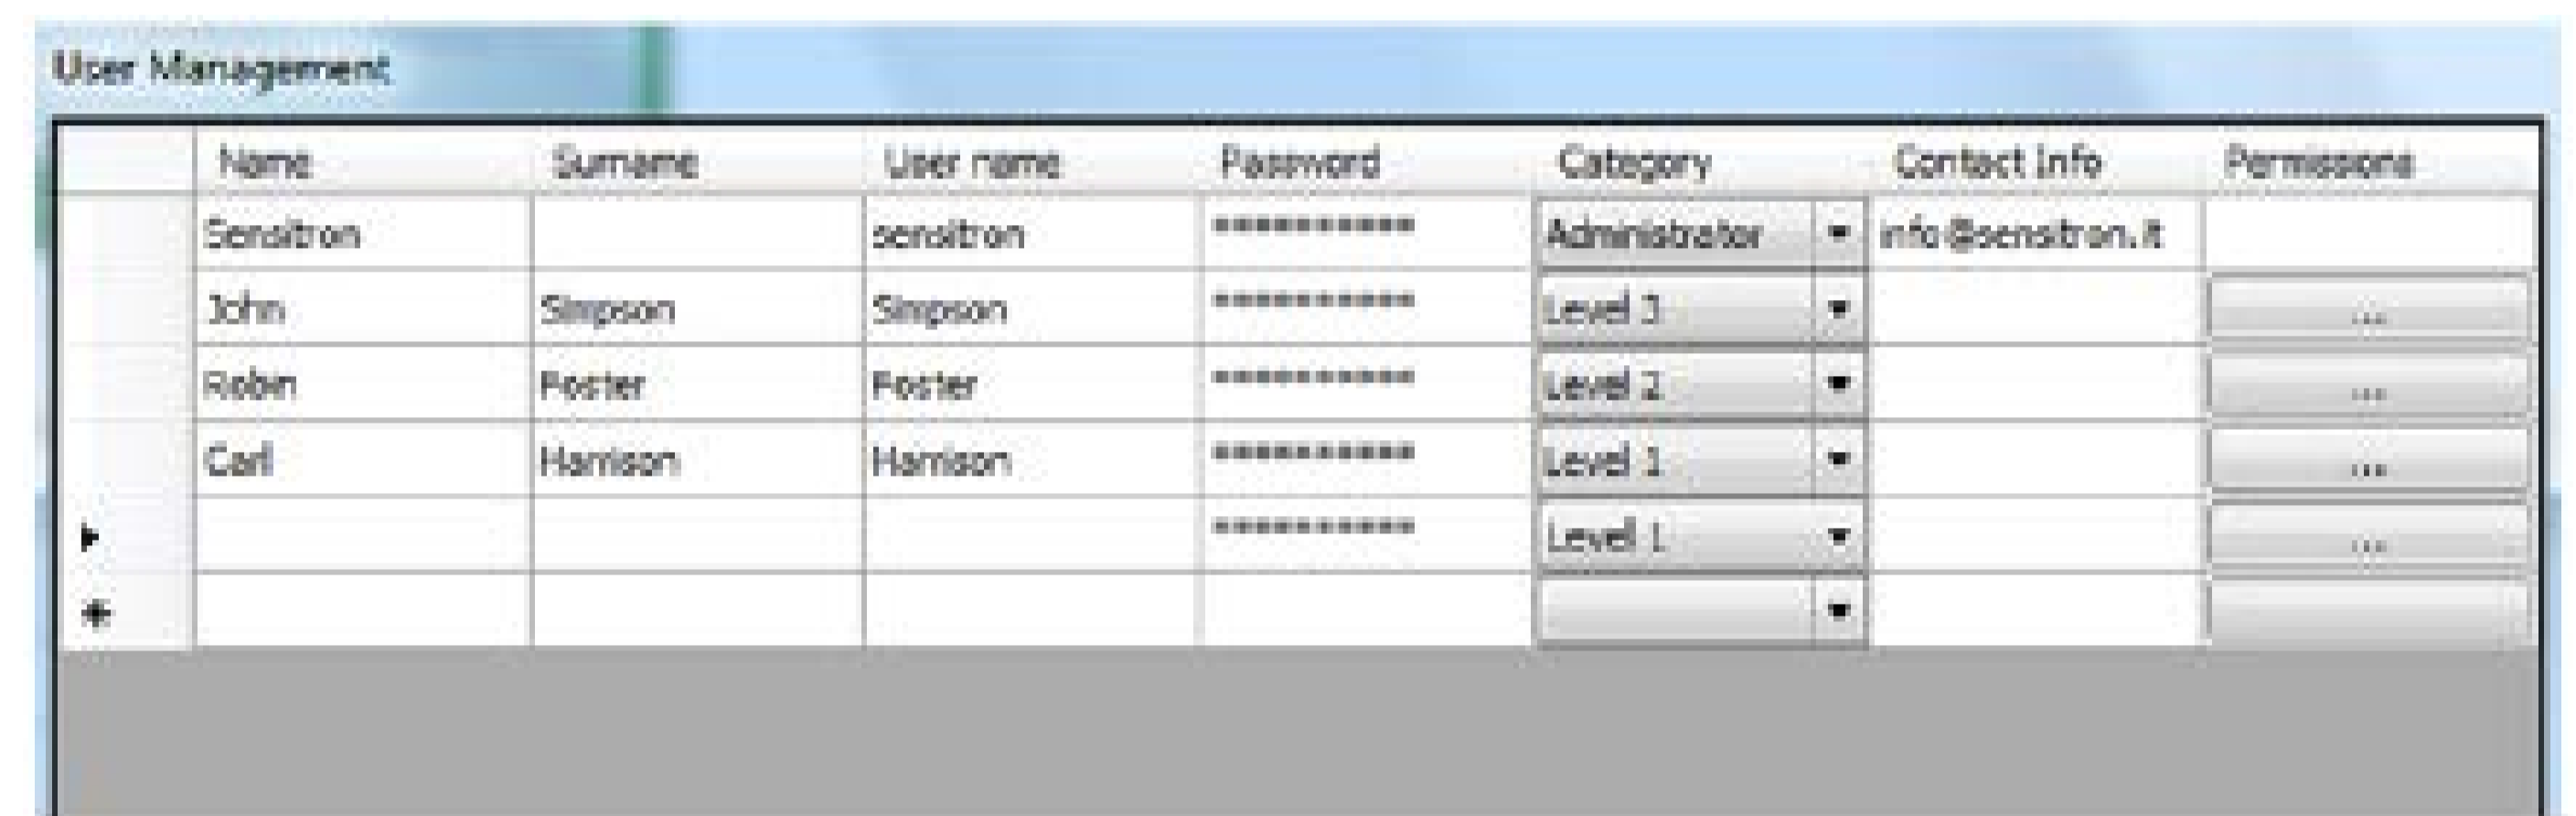 User Management
Name Surname User name Password Category Contact Info Permissions
Sensitron sensitron ********** Administrator info@sensitron.it
John Simpson Simpson ********** Level 3 ...
Robin Foster Foster ********** Level 2 ...
Carl Harrison Harrison ********** Level 1 ...
********** Level 1 ...